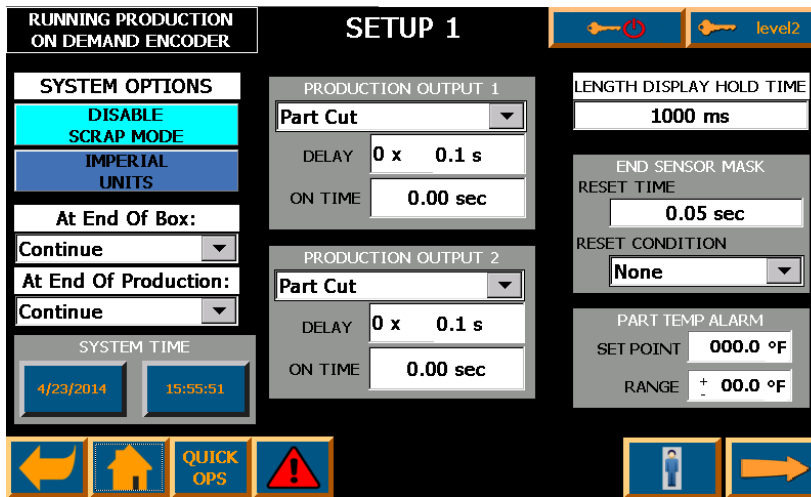 RUNNING PRODUCTION
ON DEMAND ENCODER
SETUP 1
level2
SYSTEM OPTIONS
DISABLE
SCRAP MODE
IMPERIAL
UNITS
At End Of Box:
Continue
At End Of Production:
Continue
SYSTEM TIME
4/23/2014
15:55:51
PRODUCTION OUTPUT 1
Part Cut
DELAY 0 x 0.1 s
ON TIME 0.00 sec
PRODUCTION OUTPUT 2
Part Cut
DELAY 0 x 0.1 s
ON TIME 0.00 sec
LENGTH DISPLAY HOLD TIME
1000 ms
END SENSOR MASK
RESET TIME
0.05 sec
RESET CONDITION
None
PART TEMP ALARM
SET POINT 000.0 °F
RANGE +- 00.0 °F
QUICK
OPS